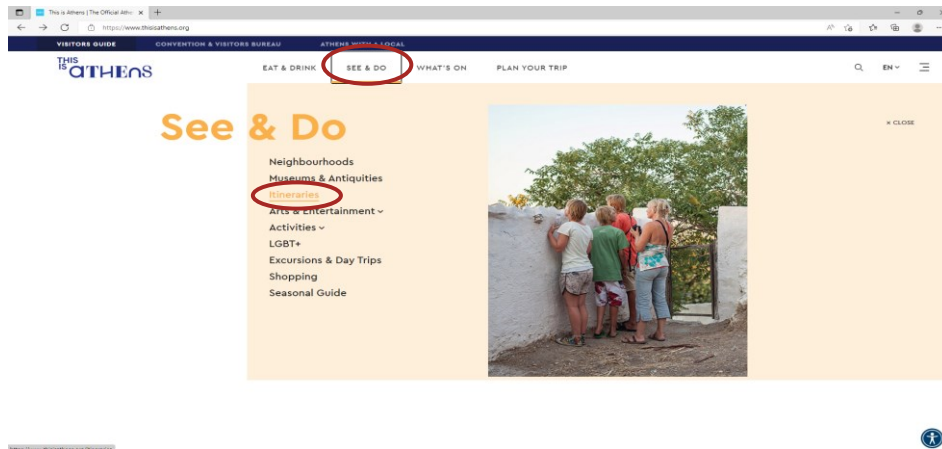 This is Athens | The Official Athe
https://www.thisisathens.org
VISITORS GUIDE CONVENTION & VISITORS BUREAU ATHENS WITH A LOCAL
THIS IS ATHENS
EAT & DRINK SEE & DO WHAT'S ON PLAN YOUR TRIP EN
See & Do
× CLOSE
Neighbourhoods
Museums & Antiquities
Itineraries
Arts & Entertainment
Activities
LGBT+
Excursions & Day Trips
Shopping
Seasonal Guide